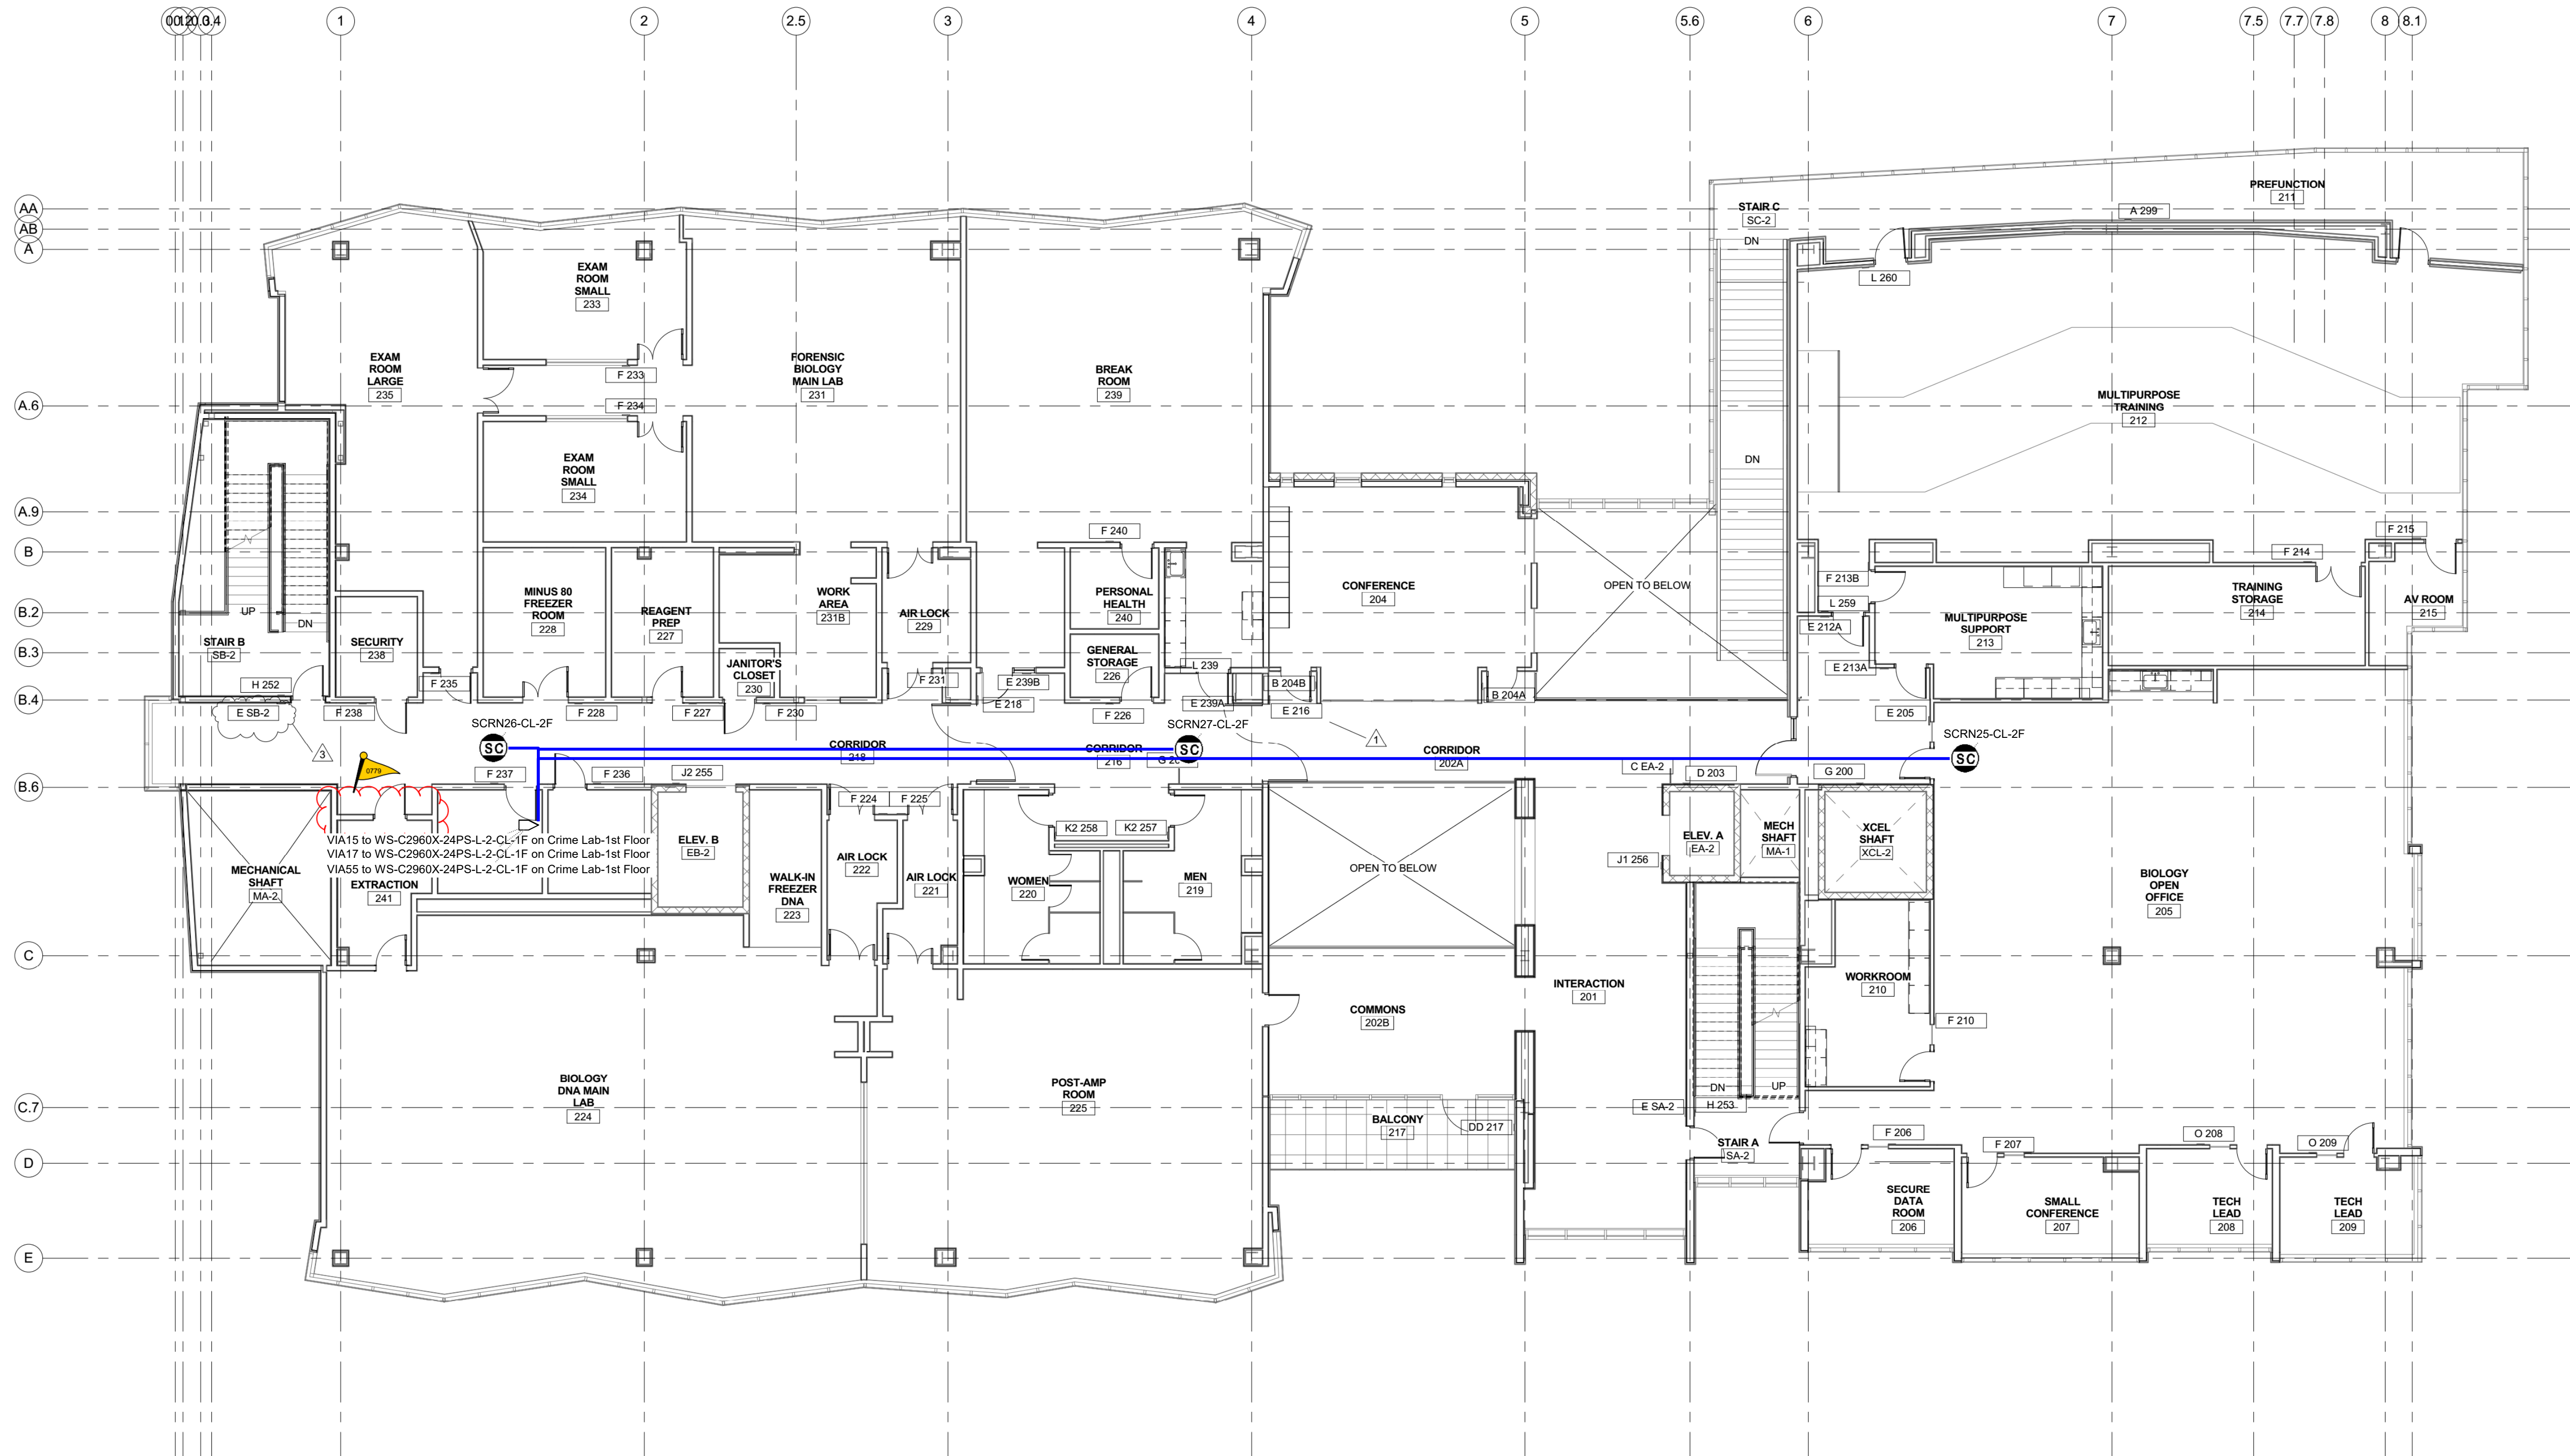 1
2
2.5
3
4
5
5.6
6
7
7.5
7.7
7.8
8
8.1
AA
AB
A
A.6
A.9
B
B.2
B.3
B.4
B.6
C
C.7
D
E
PREFUNCTION
211
A 299
STAIR C
SC-2
DN
L 260
EXAM
ROOM
SMALL
233
F 233
EXAM
ROOM
LARGE
235
FORENSIC
BIOLOGY
MAIN LAB
231
BREAK
ROOM
239
F 234
MULTIPURPOSE
TRAINING
212
DN
EXAM
ROOM
SMALL
234
F 240
F 215
F 214
MINUS 80
FREEZER
ROOM
228
REAGENT
PREP
227
WORK
AREA
231B
AIR LOCK
229
PERSONAL
HEALTH
240
CONFERENCE
204
OPEN TO BELOW
F 213B
L 259
E 212A
MULTIPURPOSE
SUPPORT
213
TRAINING
STORAGE
214
AV ROOM
215
UP
DN
STAIR B
SB-2
SECURITY
238
JANITOR'S
CLOSET
230
GENERAL
STORAGE
226
L 239
E 213A
H 252
F 235
F 231
E 239B
B 204B
B 204A
E SB-2
F 238
F 228
F 227
F 230
E 218
F 226
E 239A
E 216
E 205
SCRN26-CL-2F
SC
SCRN27-CL-2F
SC
SCRN25-CL-2F
SC
3
1
CORRIDOR
218
CORRIDOR
216
CORRIDOR
202A
0779
F 237
F 236
J2 255
C EA-2
D 203
G 200
F 224
F 225
K2 258
K2 257
VIA15 to WS-C2960X-24PS-L-2-CL-1F on Crime Lab-1st Floor
VIA17 to WS-C2960X-24PS-L-2-CL-1F on Crime Lab-1st Floor
VIA55 to WS-C2960X-24PS-L-2-CL-1F on Crime Lab-1st Floor
MECHANICAL
SHAFT
MA-2
EXTRACTION
241
ELEV. B
EB-2
WALK-IN
FREEZER
DNA
223
AIR LOCK
222
AIR LOCK
221
WOMEN
220
MEN
219
OPEN TO BELOW
J1 256
ELEV. A
EA-2
MECH
SHAFT
MA-1
XCEL
SHAFT
XCL-2
BIOLOGY
OPEN
OFFICE
205
INTERACTION
201
WORKROOM
210
F 210
COMMONS
202B
BIOLOGY
DNA MAIN
LAB
224
POST-AMP
ROOM
225
DN
UP
E SA-2
H 253
BALCONY
217
DD 217
STAIR A
SA-2
F 206
F 207
O 208
O 209
SECURE
DATA
ROOM
206
SMALL
CONFERENCE
207
TECH
LEAD
208
TECH
LEAD
209